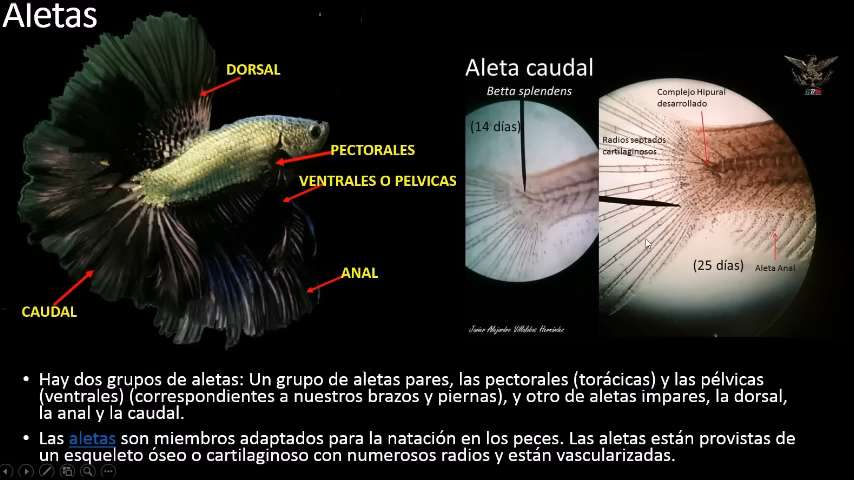 Aletas
DORSAL
PECTORALES
VENTRALES O PELVICAS
ANAL
CAUDAL
Aleta caudal
Betta splendens
(14 días)
Complejo Hipural
desarrollado
Radios septados
cartilaginosos
(25 días)
Aleta Anal
Javier Alejandro Villalobos Hernández
• Hay dos grupos de aletas: Un grupo de aletas pares, las pectorales (torácicas) y las pélvicas
(ventrales) (correspondientes a nuestros brazos y piernas), y otro de aletas impares, la dorsal,
la anal y la caudal.
• Las aletas son miembros adaptados para la natación en los peces. Las aletas están provistas de
un esqueleto óseo o cartilaginoso con numerosos radios y están vascularizadas.